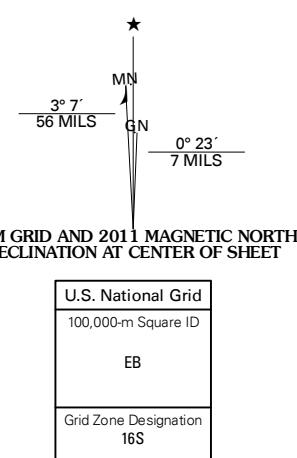 ★
MN
3° 7´
56 MILS
GN
0° 23´
7 MILS
M GRID AND 2011 MAGNETIC NORTH
ECLINATION AT CENTER OF SHEET
U.S. National Grid
100,000-m Square ID
EB
Grid Zone Designation
16S